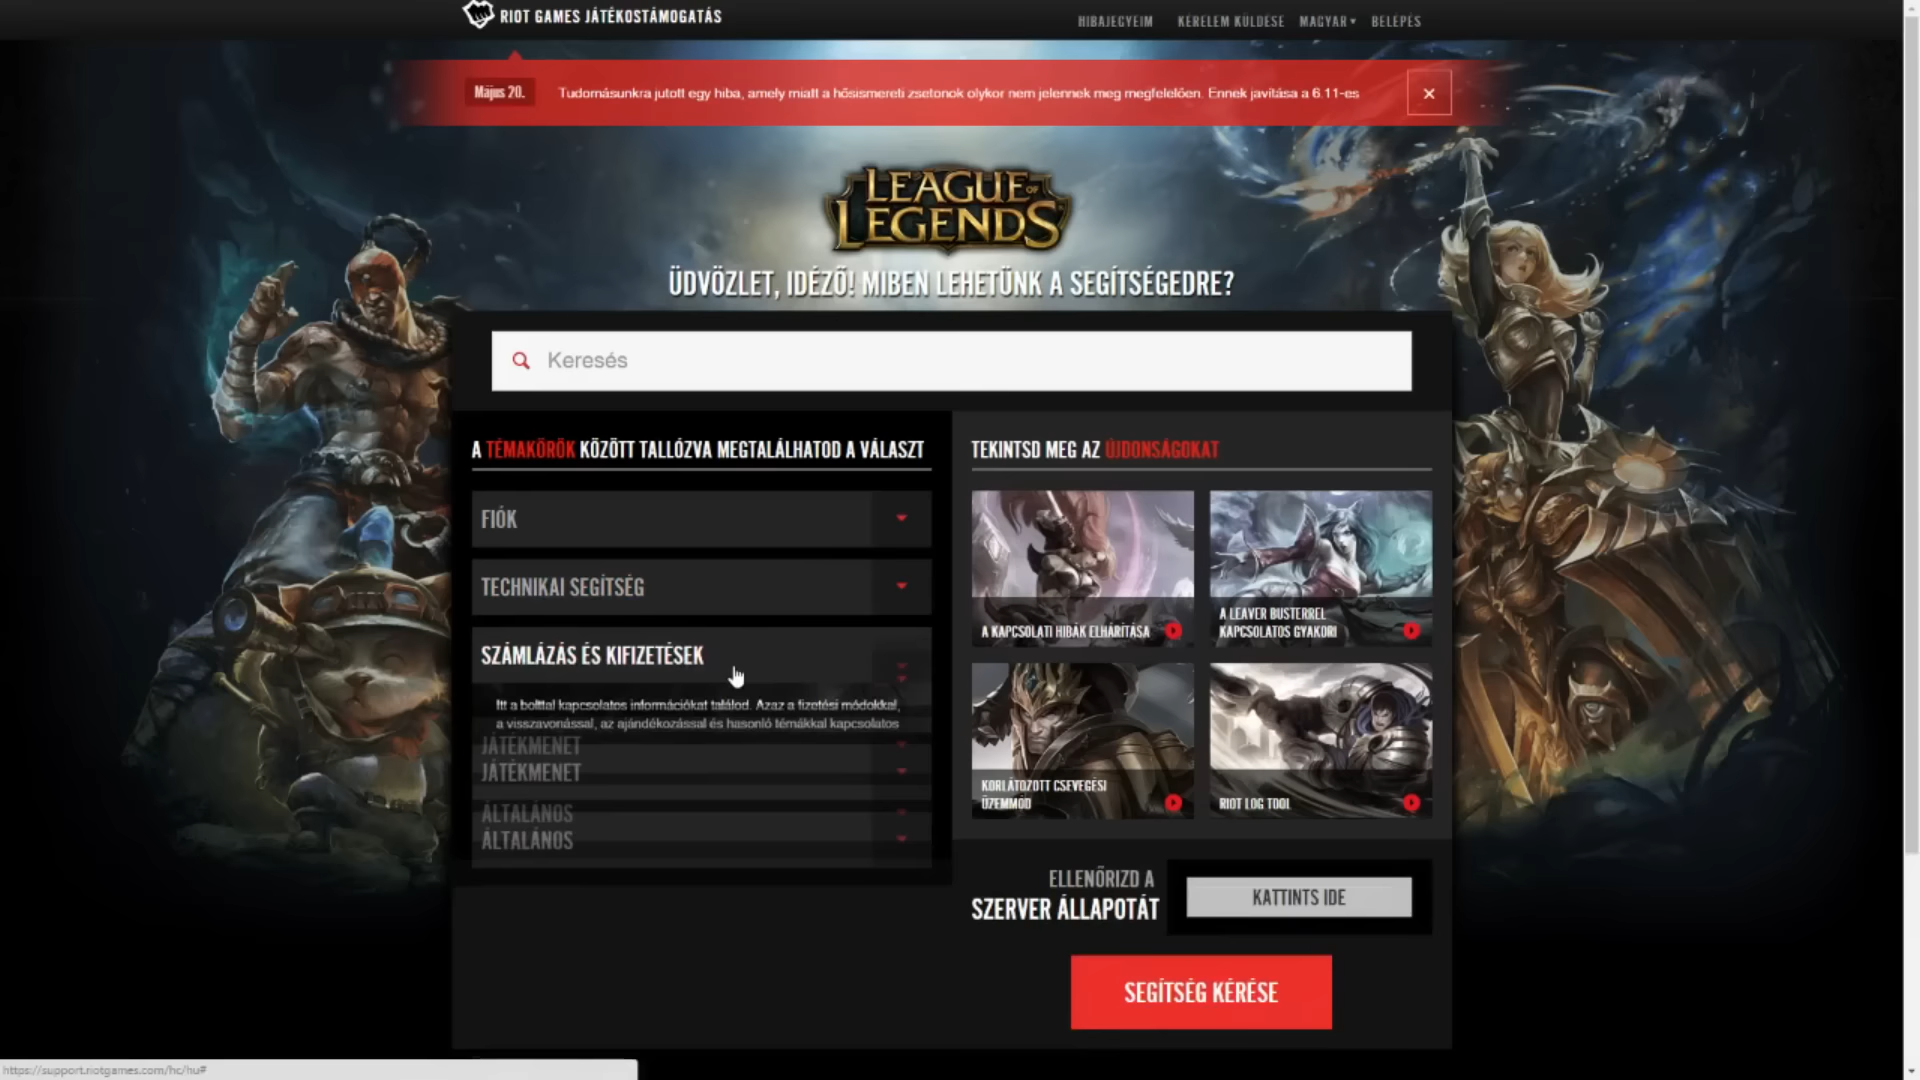 RIOT GAMES JÁTÉKOSTÁMOGATÁS
HIBAJEGYEIM KÉRELEM KÜLDÉSE MAGYAR BELÉPÉS
Május 20. Tudomásunkra jutott egy hiba, amely miatt a hősismereti zsetonok olykor nem jelennek meg megfelelően. Ennek javítása a 6.11-es
LEAGUE OF LEGENDS
ÜDVÖZLET, IDÉZŐ! MIBEN LEHETÜNK A SEGÍTSÉGEDRE?
Keresés
A TÉMAKÖRÖK KÖZÖTT TALLÓZVA MEGTALÁLHATOD A VÁLASZT
FIÓK
TECHNIKAI SEGÍTSÉG
SZÁMLÁZÁS ÉS KIFIZETÉSEK
Itt a bolttal kapcsolatos információkat találod. Azaz a fizetési módokkal,
a visszavonással, az ajándékozással és hasonló témákkal kapcsolatos
JÁTÉKMENET
JÁTÉKMENET
ÁLTALÁNOS
ÁLTALÁNOS
TEKINTSD MEG AZ ÚJDONSÁGOKAT
A KAPCSOLATI HIBÁK ELHÁRÍTÁSA
A LEAVER BUSTERREL
KAPCSOLATOS GYAKORI
KORLÁTOZOTT CSEVEGÉSI
ÜZEMMÓD
RIOT LOG TOOL
ELLENŐRIZD A
SZERVER ÁLLAPOTÁT
KATTINTS IDE
SEGÍTSÉG KÉRÉSE
https://support.riotgames.com/hc/hu#